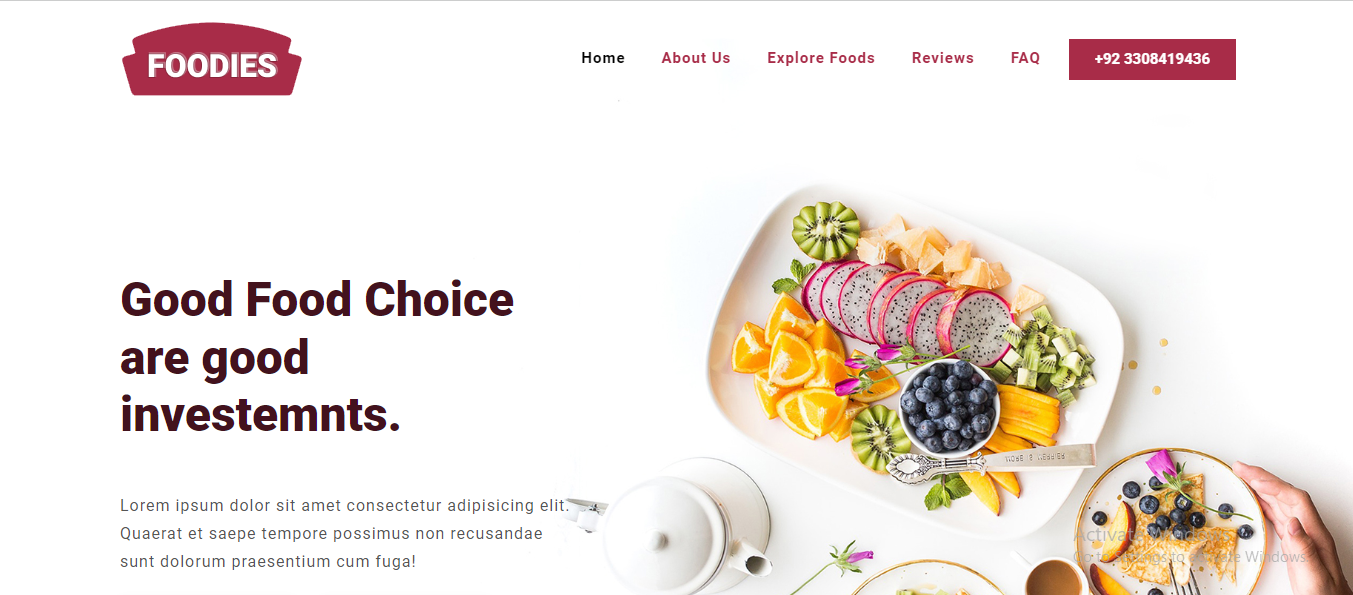 FOODIES
Home
About Us
Explore Foods
Reviews
FAQ
+92 3308419436
Good Food Choice
are good
investemnts.
Lorem ipsum dolor sit amet consectetur adipisicing elit.
Quaerat et saepe tempore possimus non recusandae
sunt dolorum praesentium cum fuga!
Activate Windows
Go to Settings to activate Windows.